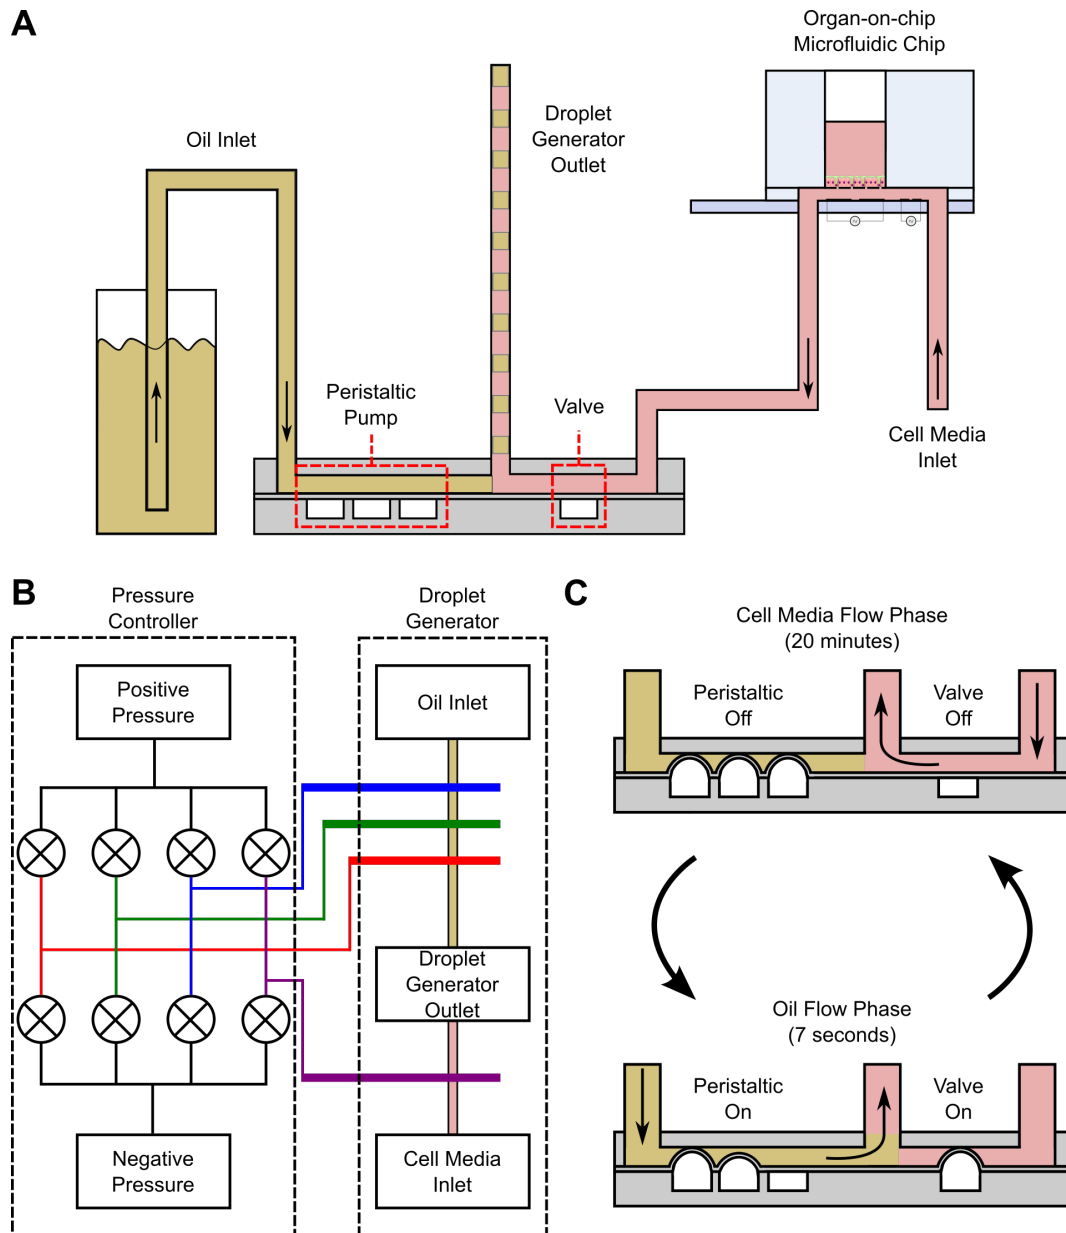 A
Organ-on-chip
Microfluidic Chip
Oil Inlet
Droplet
Generator
Outlet
Peristaltic
Pump
Valve
Cell Media
Inlet
B
Pressure
Controller
Droplet
Generator
Positive
Pressure
Oil Inlet
Droplet
Generator
Outlet
Negative
Pressure
Cell Media
Inlet
C
Cell Media Flow Phase
(20 minutes)
Peristaltic
Off
Valve
Off
Oil Flow Phase
(7 seconds)
Peristaltic
On
Valve
On